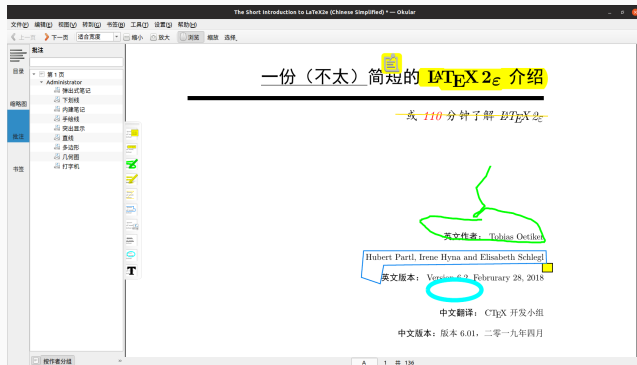 The Short Introduction to LaTeX2e (Chinese Simplified) * — Okular
文件(F) 编辑(E) 视图(V) 转到(G) 书签(B) 工具(T) 设置(S) 帮助(H)
上一页 下一页 适合宽度 缩小 放大 浏览 缩放 选择
目录
缩略图
批注
书签
批注
第 1 页
Administrator
弹出式笔记
下划线
内嵌笔记
手绘线
突出显示
直线
多边形
几何图
打字机
按作者分组
T
一份（不太）简短的 LATEX 2ε 介绍
或 110 分钟了解 LATEX 2ε
英文作者： Tobias Oetiker
Hubert Partl, Irene Hyna and Elisabeth Schlegl
英文版本： Version 6.2, Februrary 28, 2018
中文翻译： CTEX 开发小组
中文版本：版本 6.01，二零一九年四月
A 1 共 136